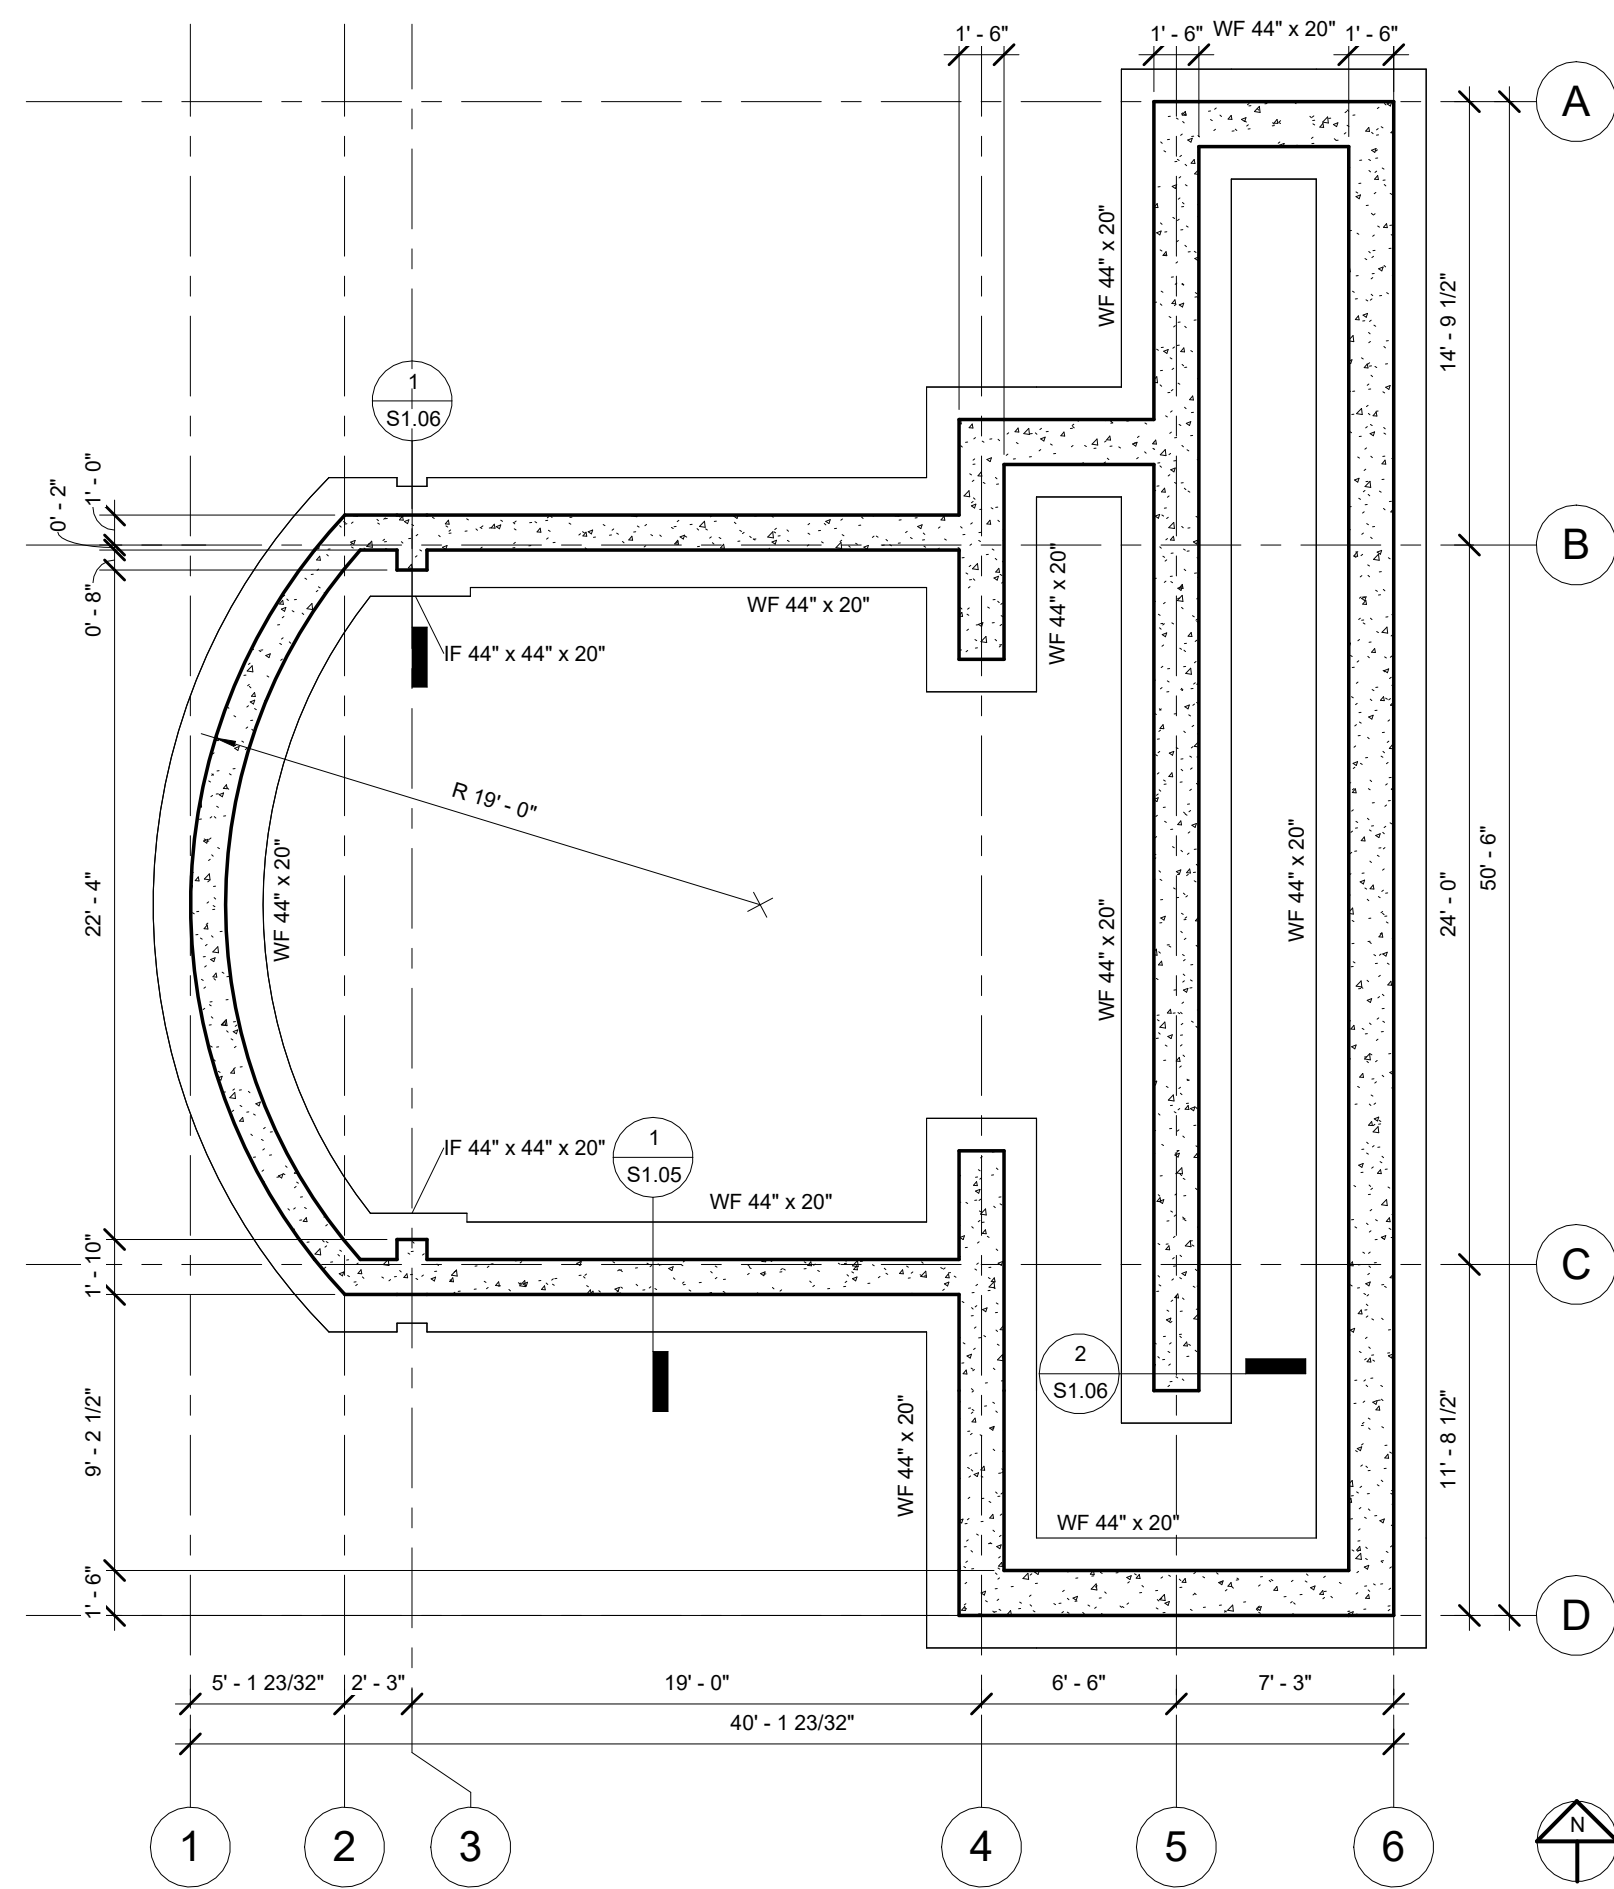 1' - 6"
1' - 6"
WF 44" x 20"
1' - 6"
A
WF 44" x 20"
14' - 9 1/2"
1
S1.06
1' - 0"
0' - 2"
0' - 8"
B
WF 44" x 20"
WF 44" x 20"
IF 44" x 44" x 20"
R 19' - 0"
WF 44" x 20"
22' - 4"
WF 44" x 20"
WF 44" x 20"
24' - 0"
50' - 6"
IF 44" x 44" x 20"
1
S1.05
WF 44" x 20"
1' - 10"
C
2
S1.06
9' - 2 1/2"
WF 44" x 20"
11' - 8 1/2"
WF 44" x 20"
1' - 6"
D
5' - 1 23/32"
2' - 3"
19' - 0"
6' - 6"
7' - 3"
40' - 1 23/32"
1
2
3
4
5
6
N